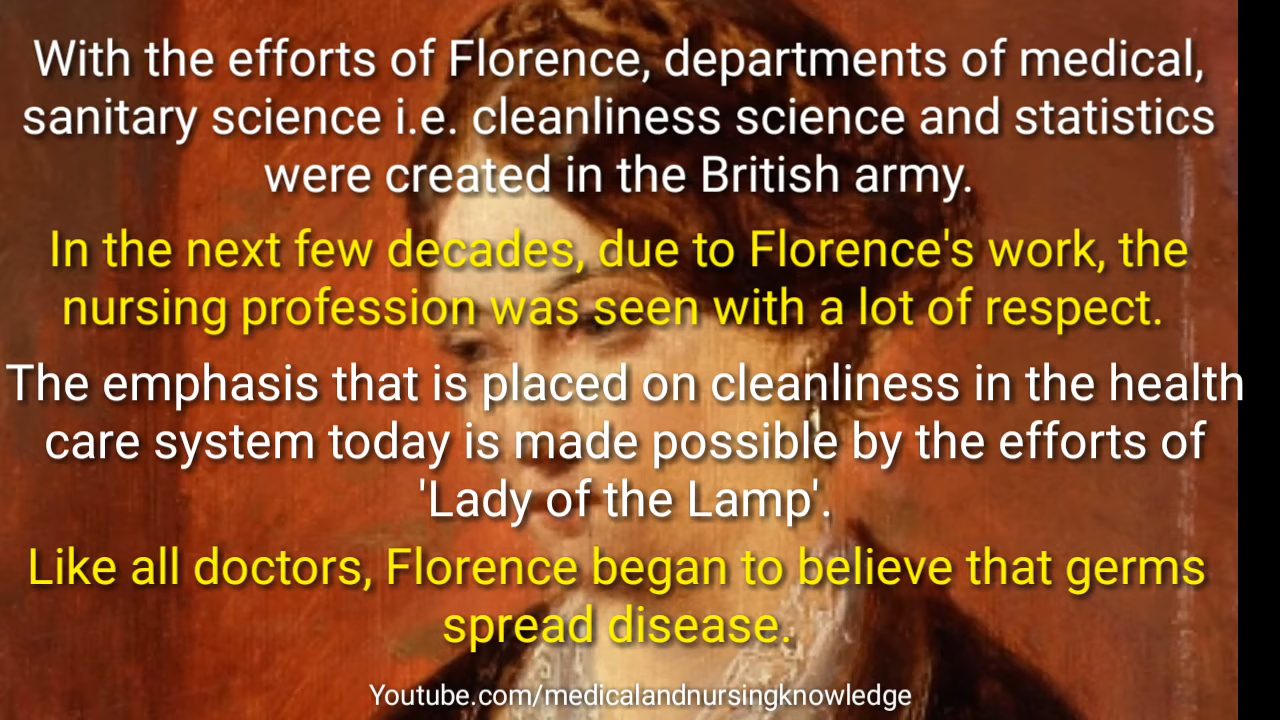 With the efforts of Florence, departments of medical,
sanitary science i.e. cleanliness science and statistics
were created in the British army.
In the next few decades, due to Florence's work, the
nursing profession was seen with a lot of respect.
The emphasis that is placed on cleanliness in the health
care system today is made possible by the efforts of
'Lady of the Lamp'.
Like all doctors, Florence began to believe that germs
spread disease.
Youtube.com/medicalandnursingknowledge